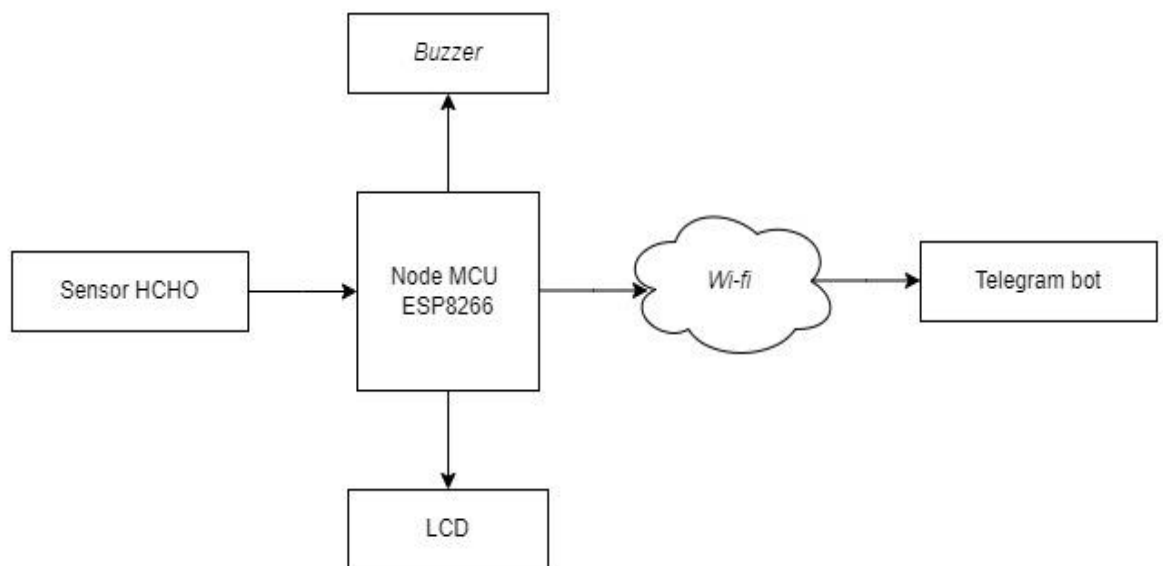 Buzzer
Sensor HCHO
Node MCU
ESP8266
Wi-fi
Telegram bot
LCD